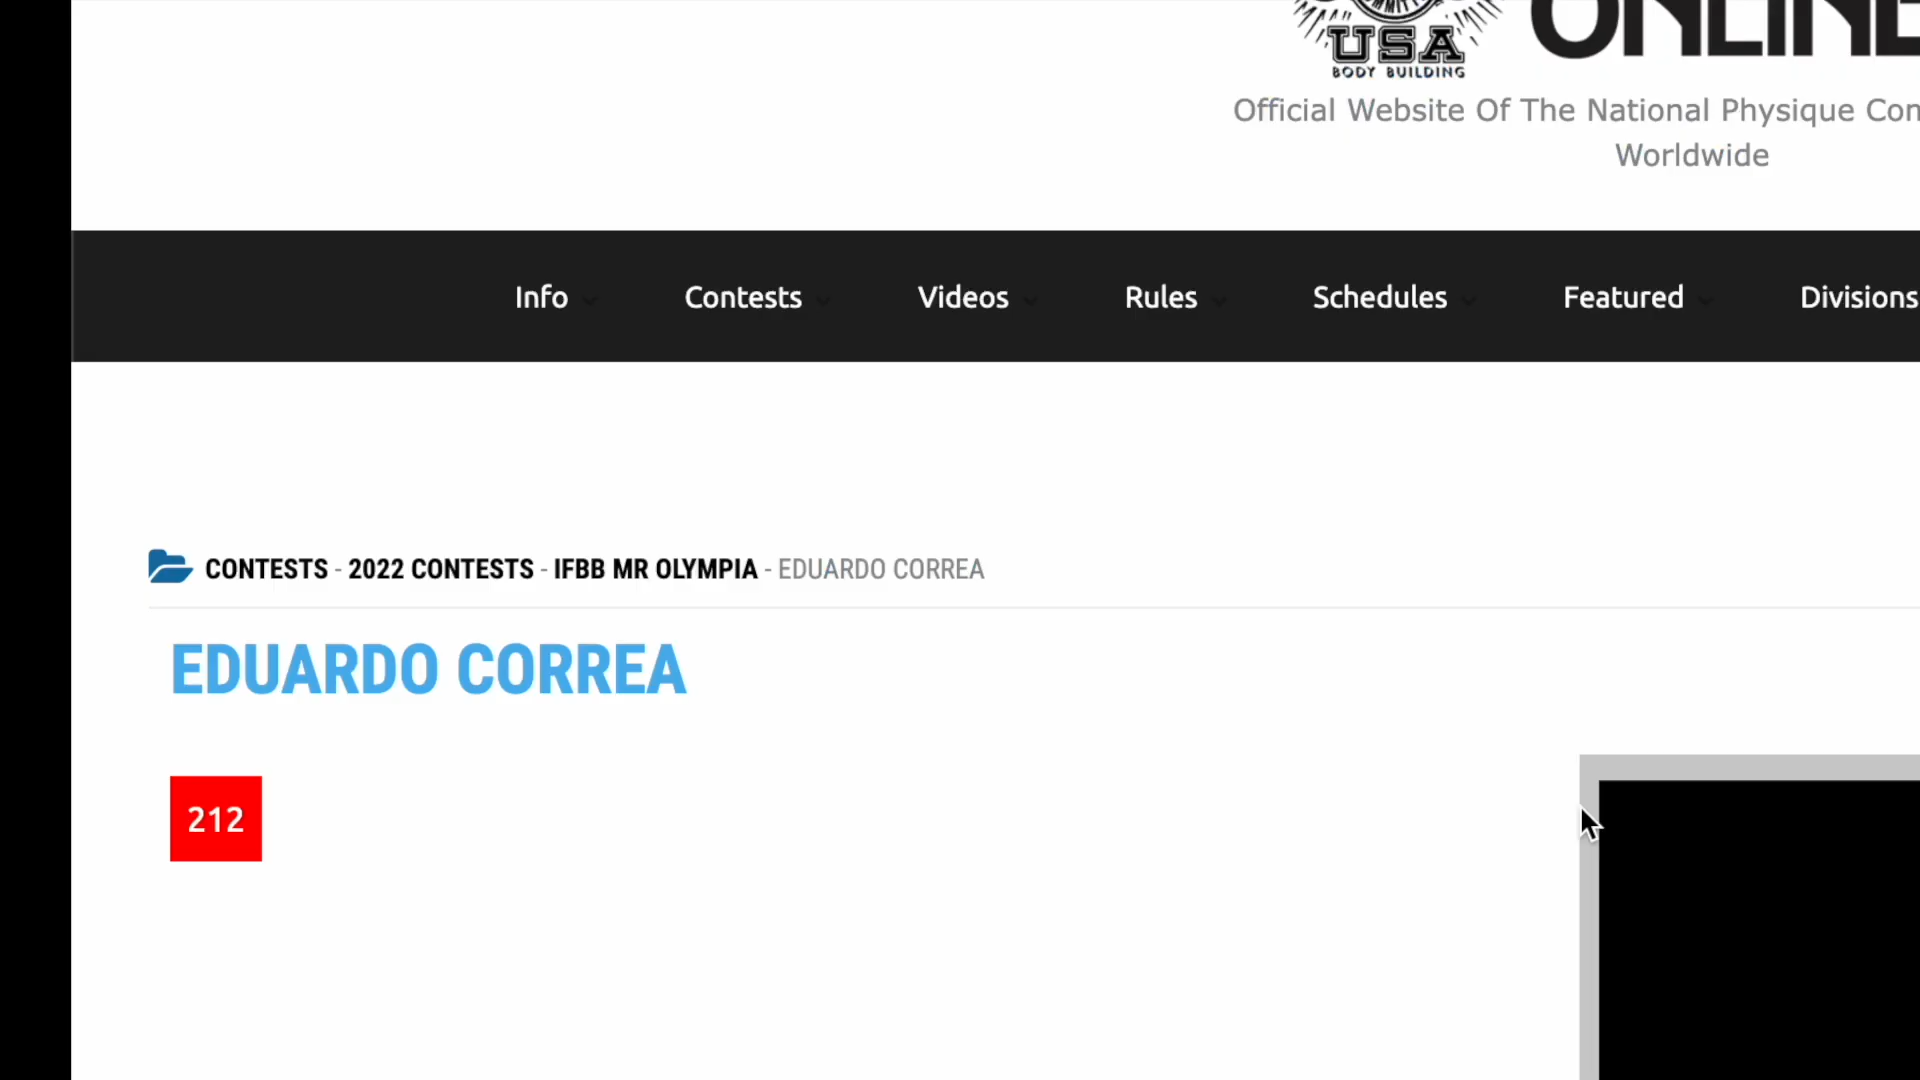 USA
BODY BUILDING
Official Website Of The National Physique
Worldwide
Info
Contests
Videos
Rules
Schedules
Featured
Divisions
CONTESTS - 2022 CONTESTS - IFBB MR OLYMPIA - EDUARDO CORREA
EDUARDO CORREA
212